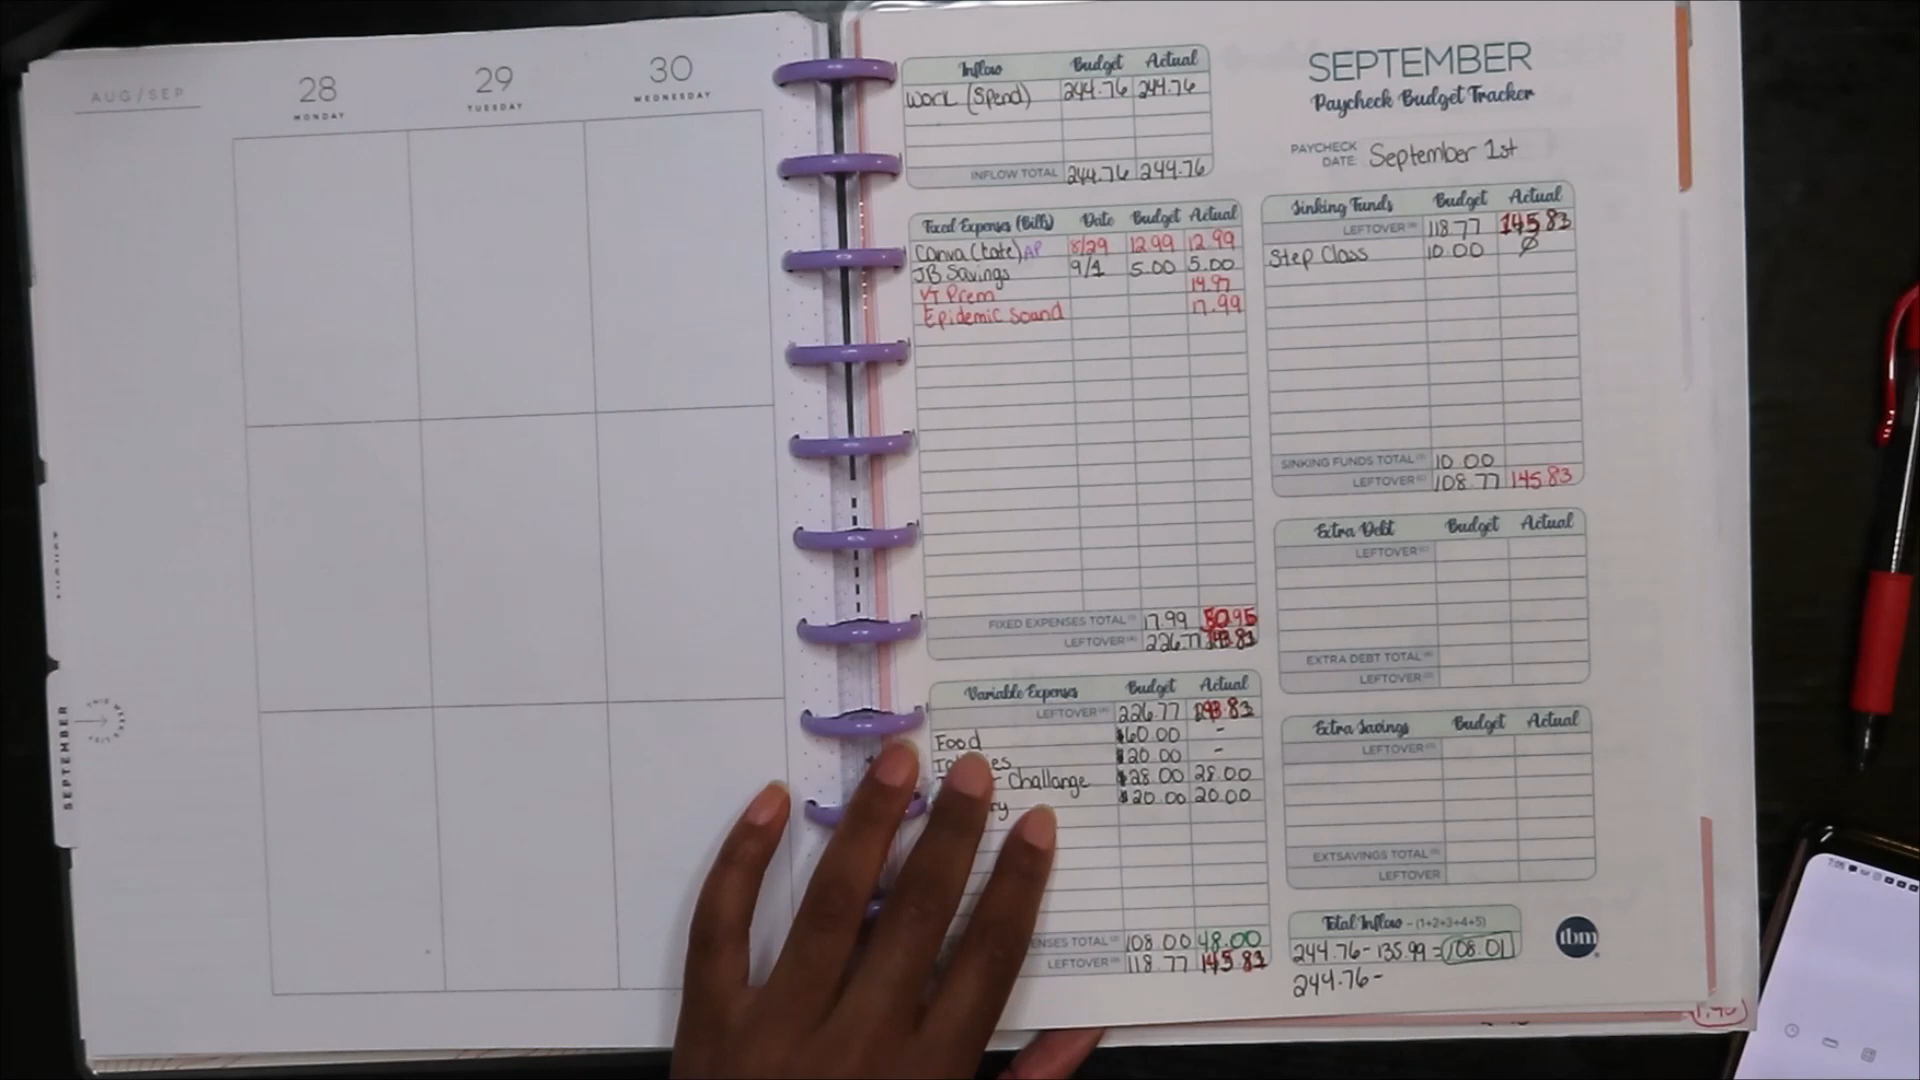 AUG/SEP
28
MONDAY
29
TUESDAY
30
WEDNESDAY
SEPTEMBER
Inflow Budget Actual
Work (Spend) 244.76 244.76
INFLOW TOTAL 244.76 244.76
SEPTEMBER
Paycheck Budget Tracker
PAYCHECK DATE September 1st
Fixed Expenses (Bills) Date Budget Actual
Canva (tate) AP 8/29 12.99 12.99
JB Savings 9/1 5.00 5.00
VT Prem 14.97
Epidemic Sound 17.99
FIXED EXPENSES TOTAL 17.99 50.95
LEFTOVER 226.77 193.83
Variable Expenses Budget Actual
LEFTOVER 226.77 193.83
Food $60.00 -
$20.00 -
Challange $28.00 28.00
$20.00 20.00
ENSES TOTAL 108.00 48.00
LEFTOVER 118.77 145.83
Sinking Funds Budget Actual
LEFTOVER 118.77 145.83
Step Class 10.00 Ø
SINKING FUNDS TOTAL 10.00
LEFTOVER 108.77 145.83
Extra Debt Budget Actual
LEFTOVER
EXTRA DEBT TOTAL
LEFTOVER
Extra Savings Budget Actual
LEFTOVER
EXTSAVINGS TOTAL
LEFTOVER
Total Inflow - (1+2+3+4+5)
244.76 - 135.99 = 108.01
244.76 -
tbm